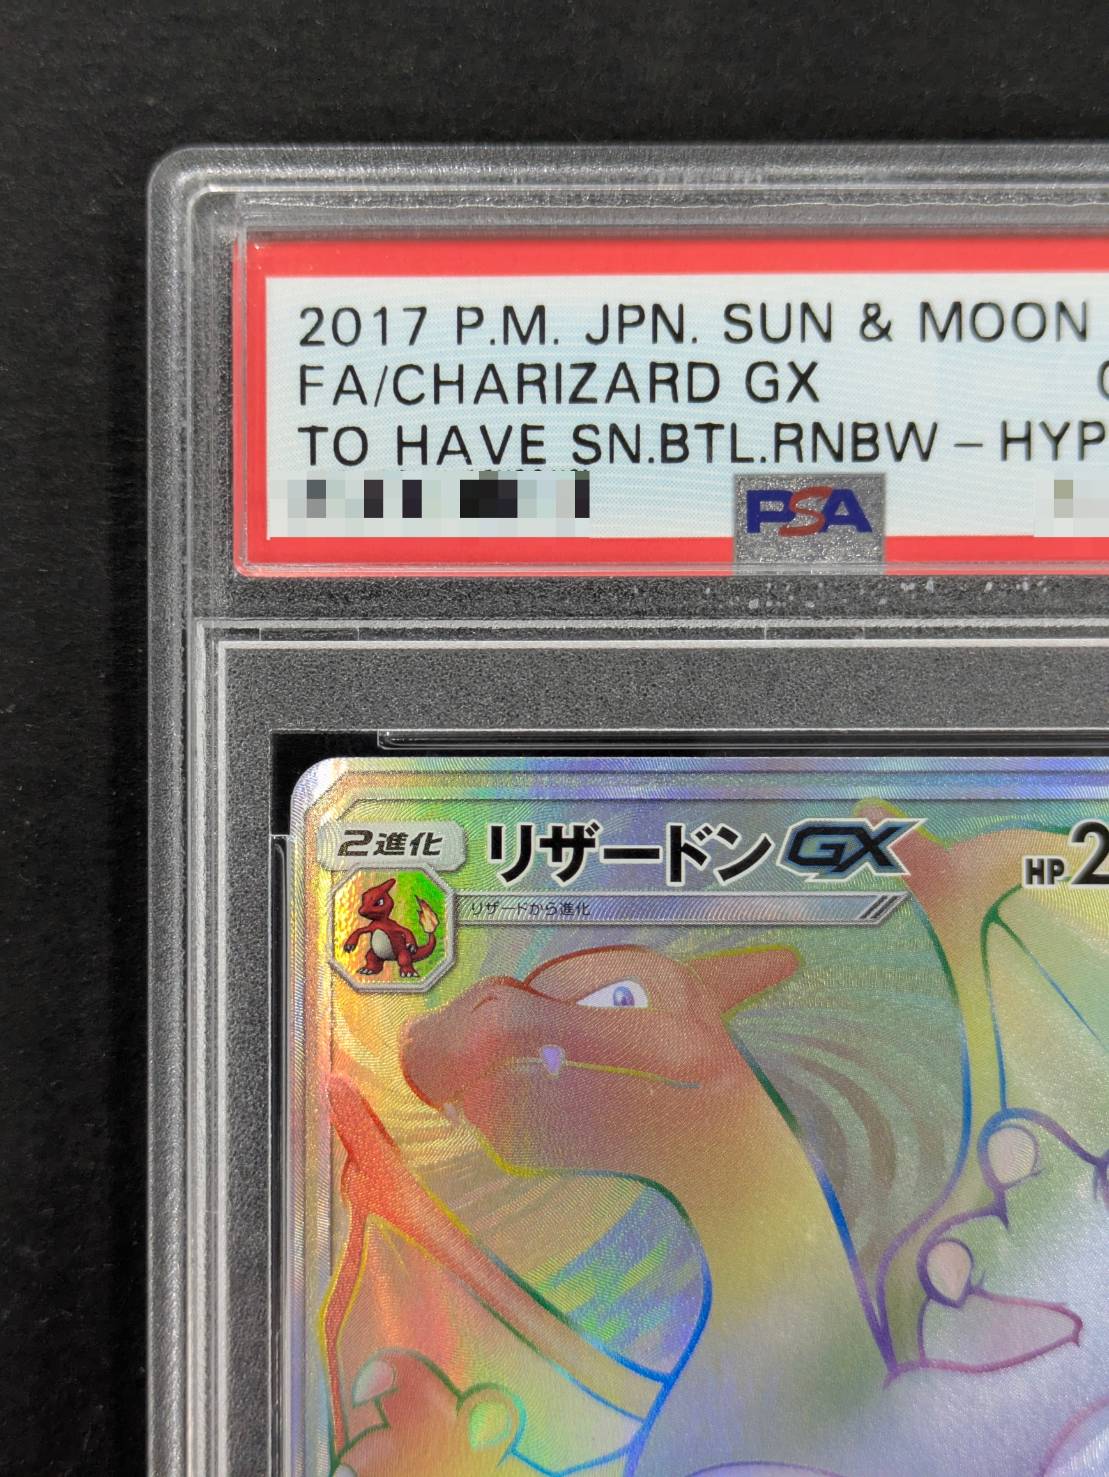 2017 P.M. JPN. SUN & MOON
FA/CHARIZARD GX
TO HAVE SN.BTL.RNBW-HYP
PSA
2進化 リザードンGX HP 2
リザードから進化